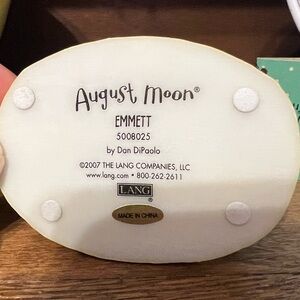 August Moon®
EMMETT
5008025
by Dan DiPaolo
©2007 THE LANG COMPANIES, LLC
www.lang.com • 800-262-2611
LANG
MADE IN CHINA